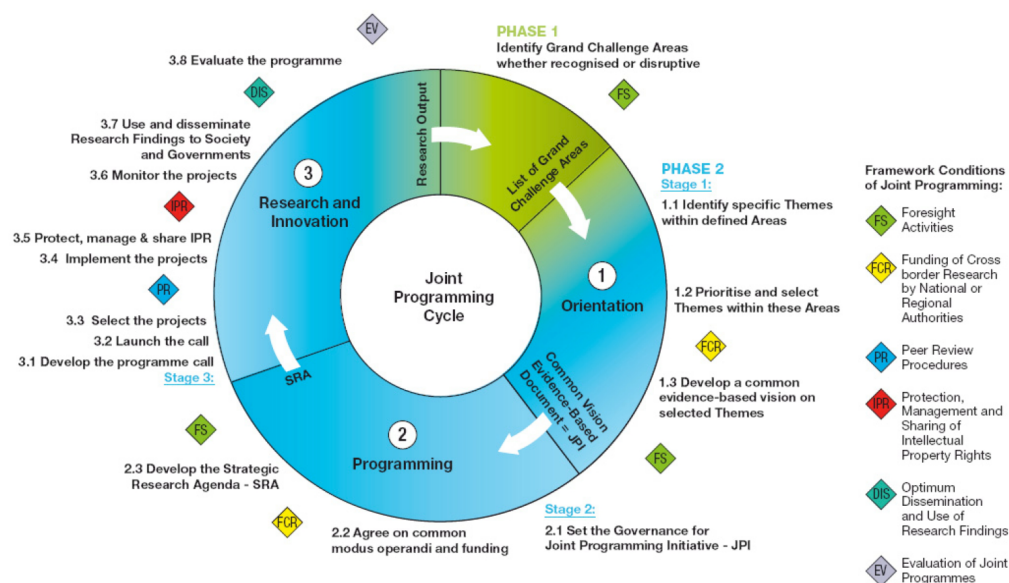 EV
PHASE 1
Identify Grand Challenge Areas
whether recognised or disruptive
FS
3.8 Evaluate the programme
DIS
3.7 Use and disseminate
Research Findings to Society
and Governments
3.6 Monitor the projects
IPR
3.5 Protect, manage & share IPR
3.4 Implement the projects
PR
3.3 Select the projects
3.2 Launch the call
3.1 Develop the programme call
Stage 3:
FS
2.3 Develop the Strategic
Research Agenda - SRA
FCR
2.2 Agree on common
modus operandi and funding
Stage 2:
2.1 Set the Governance for
Joint Programming Initiative - JPI
Research Output
List of Grand
Challenge Areas
3
Research and
Innovation
Joint
Programming
Cycle
1
Orientation
Common Vision
Evidence-Based
Document = JPI
SRA
2
Programming
PHASE 2
Stage 1:
1.1 Identify specific Themes
within defined Areas
1.2 Prioritise and select
Themes within these Areas
FCR
1.3 Develop a common
evidence-based vision on
selected Themes
FS
Framework Conditions
of Joint Programming:
FS
Foresight
Activities
FCR
Funding of Cross
border Research
by National or
Regional
Authorities
PR
Peer Review
Procedures
IPR
Protection,
Management and
Sharing of
Intellectual
Property Rights
DIS
Optimum
Dissemination
and Use of
Research Findings
EV
Evaluation of Joint
Programmes